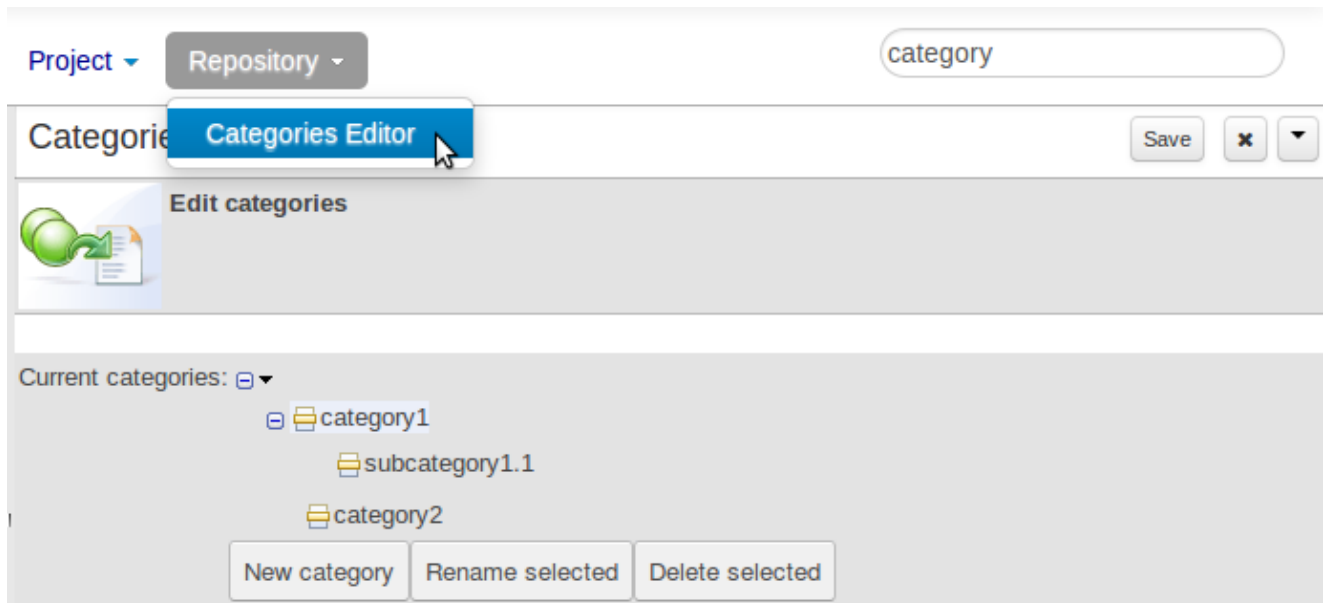 Project Repository category
Categorie Categories Editor Save
Edit categories
Current categories:
category1
subcategory1.1
category2
New category Rename selected Delete selected